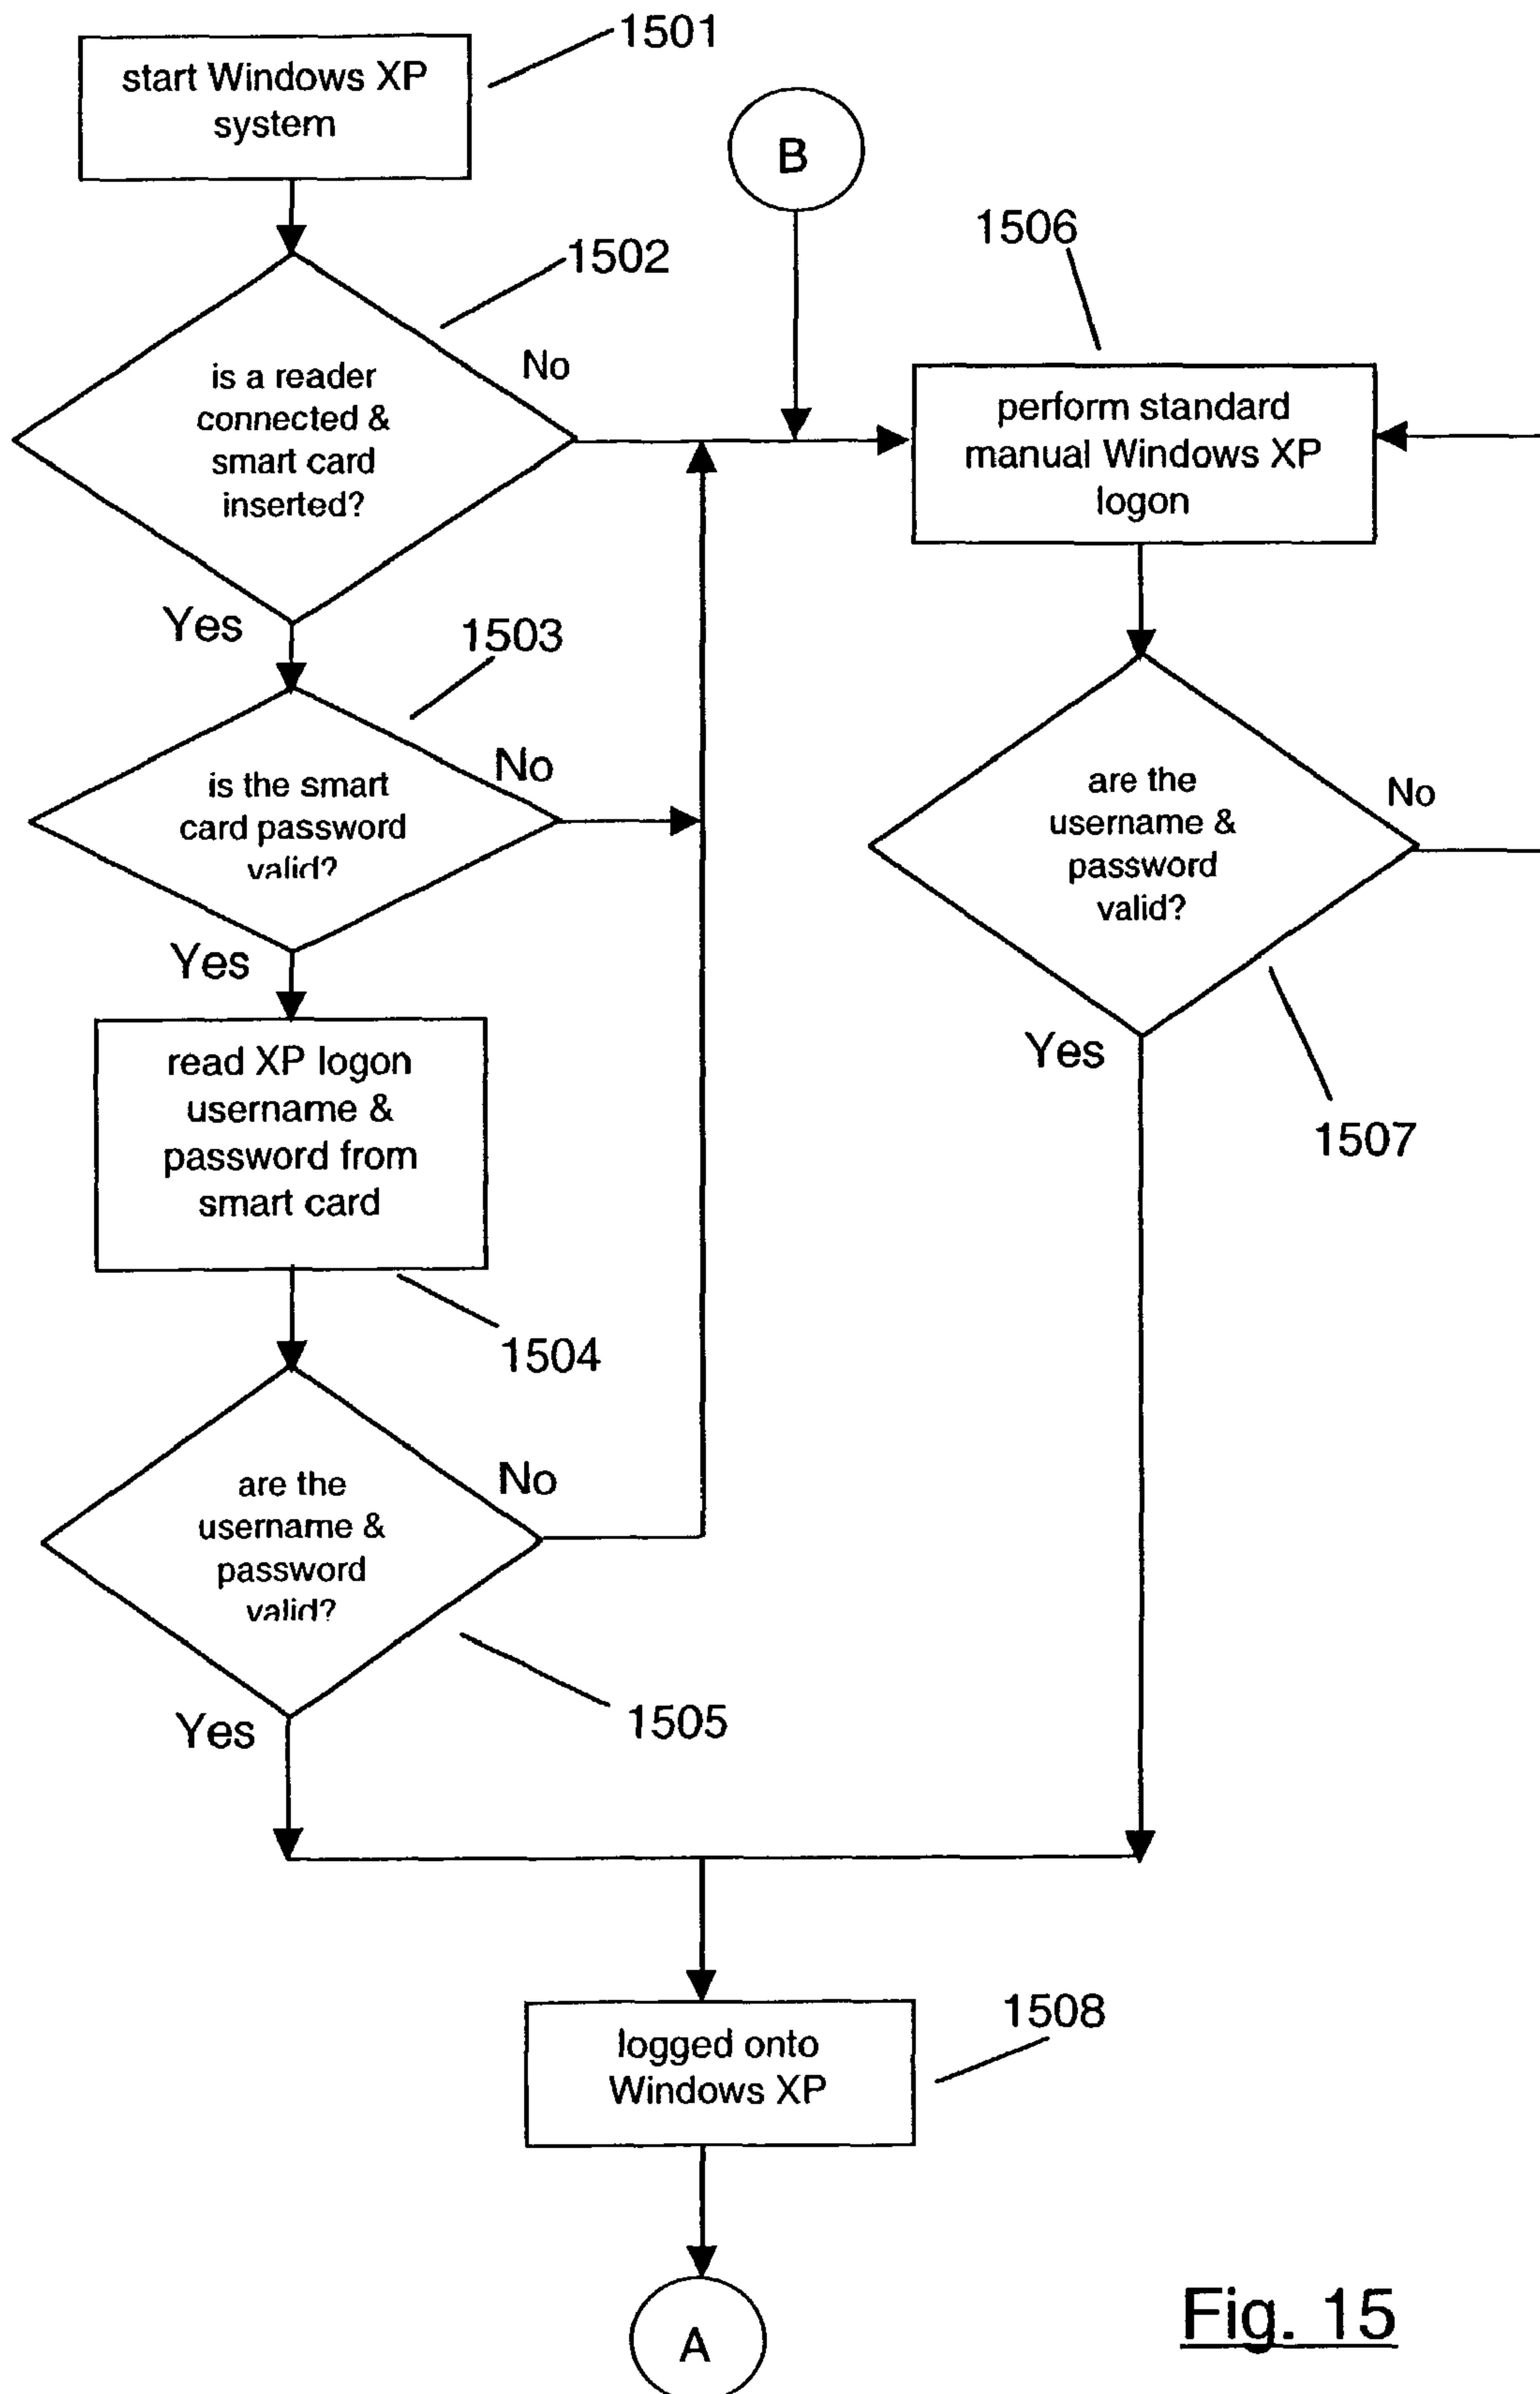 1501
start Windows XP
system
B
1506
1502
No
is a reader
connected &
smart card
inserted?
perform standard
manual Windows XP
logon
Yes
1503
No
is the smart
card password
valid?
are the
username &
password
valid?
No
Yes
read XP logon
username &
password from
smart card
Yes
1507
1504
are the
username &
password
valid?
No
Yes
1505
logged onto
Windows XP
1508
A
Fig. 15